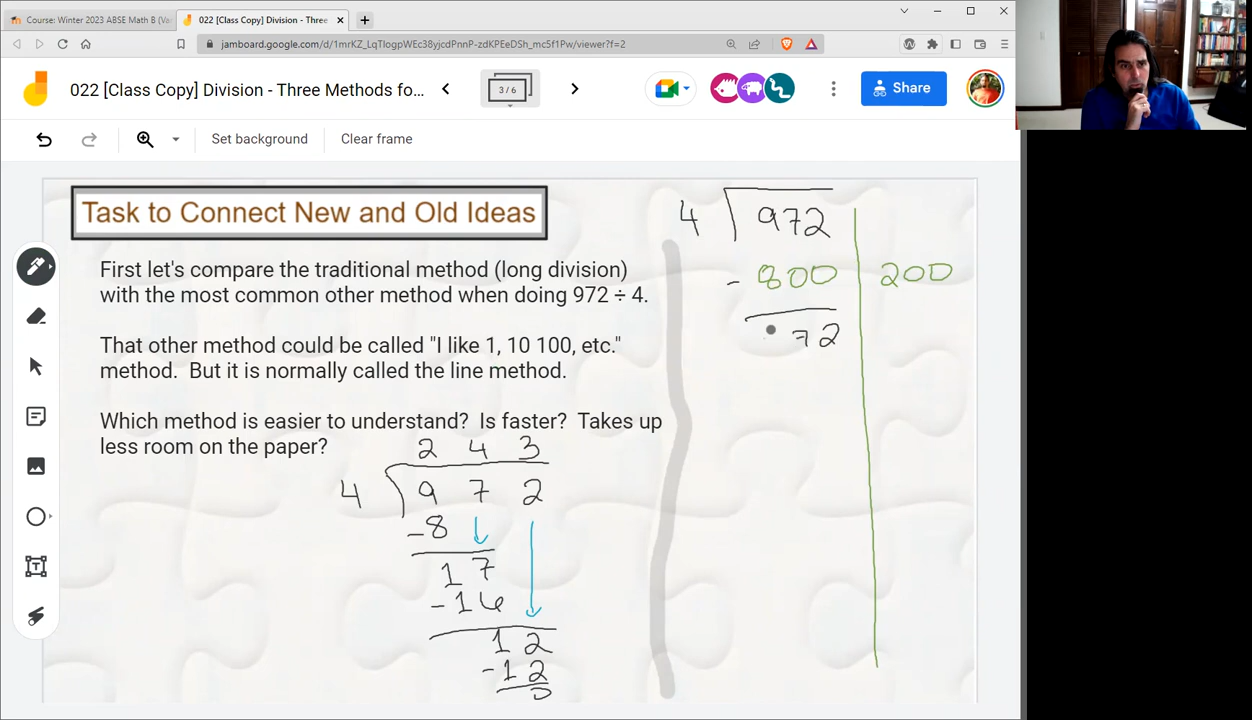 Course: Winter 2023 ABSE Math B (Va
022 [Class Copy] Division - Three
jamboard.google.com/d/1mrKZ_LqTlogpWEc38yjcdPnnP-zdKPEeDSh_mc5f1Pw/viewer?f=2
022 [Class Copy] Division - Three Methods fo...
3 / 6
Share
Set background
Clear frame
Task to Connect New and Old Ideas
First let's compare the traditional method (long division)
with the most common other method when doing 972 ÷ 4.
That other method could be called "I like 1, 10 100, etc."
method. But it is normally called the line method.
Which method is easier to understand? Is faster? Takes up
less room on the paper?
2 4 3
4 9 7 2
-8
1 7
-16
1 2
-12
0
4 972
- 800 200
72